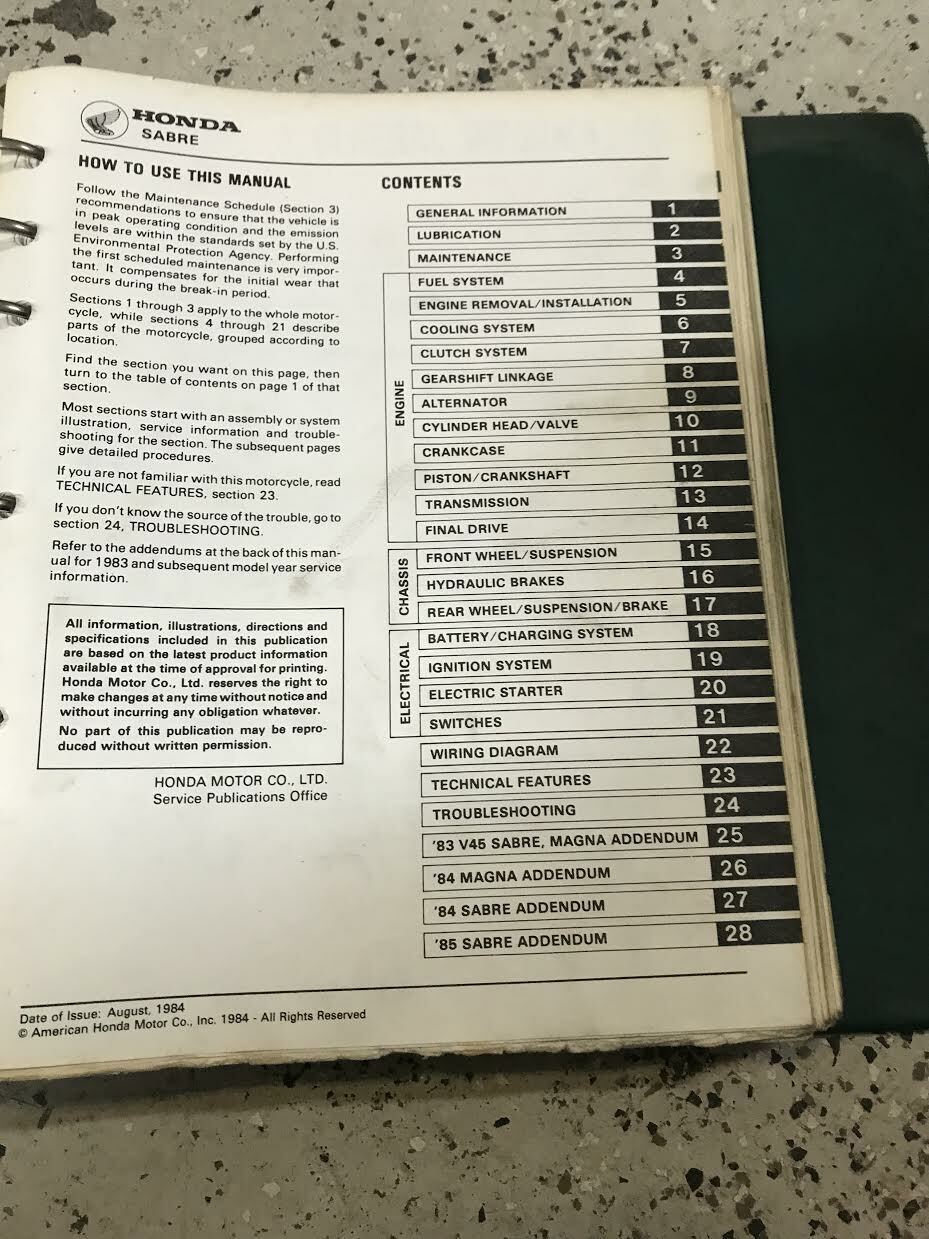 HONDA
SABRE
HOW TO USE THIS MANUAL
Follow the Maintenance Schedule (Section 3)
recommendations to ensure that the vehicle is
in peak operating condition and the emission
levels are within the standards set by the U.S.
Environmental Protection Agency. Performing
the first scheduled maintenance is very impor-
tant. It compensates for the initial wear that
occurs during the break-in period.
Sections 1 through 3 apply to the whole motor-
cycle, while sections 4 through 21 describe
parts of the motorcycle, grouped according to
location.
Find the section you want on this page, then
turn to the table of contents on page 1 of that
section.
Most sections start with an assembly or system
illustration, service information and trouble-
shooting for the section. The subsequent pages
give detailed procedures.
If you are not familiar with this motorcycle, read
TECHNICAL FEATURES, section 23.
If you don't know the source of the trouble, go to
section 24, TROUBLESHOOTING.
Refer to the addendums at the back of this man-
ual for 1983 and subsequent model year service
information.
All information, illustrations, directions and
specifications included in this publication
are based on the latest product information
available at the time of approval for printing.
Honda Motor Co., Ltd. reserves the right to
make changes at any time without notice and
without incurring any obligation whatever.
No part of this publication may be repro-
duced without written permission.
HONDA MOTOR CO., LTD.
Service Publications Office
CONTENTS
GENERAL INFORMATION 1
LUBRICATION 2
MAINTENANCE 3
ENGINE
FUEL SYSTEM 4
ENGINE REMOVAL/INSTALLATION 5
COOLING SYSTEM 6
CLUTCH SYSTEM 7
GEARSHIFT LINKAGE 8
ALTERNATOR 9
CYLINDER HEAD/VALVE 10
CRANKCASE 11
PISTON/CRANKSHAFT 12
TRANSMISSION 13
FINAL DRIVE 14
CHASSIS
FRONT WHEEL/SUSPENSION 15
HYDRAULIC BRAKES 16
REAR WHEEL/SUSPENSION/BRAKE 17
ELECTRICAL
BATTERY/CHARGING SYSTEM 18
IGNITION SYSTEM 19
ELECTRIC STARTER 20
SWITCHES 21
WIRING DIAGRAM 22
TECHNICAL FEATURES 23
TROUBLESHOOTING 24
'83 V45 SABRE, MAGNA ADDENDUM 25
'84 MAGNA ADDENDUM 26
'84 SABRE ADDENDUM 27
'85 SABRE ADDENDUM 28
Date of Issue: August, 1984
© American Honda Motor Co., Inc. 1984 - All Rights Reserved